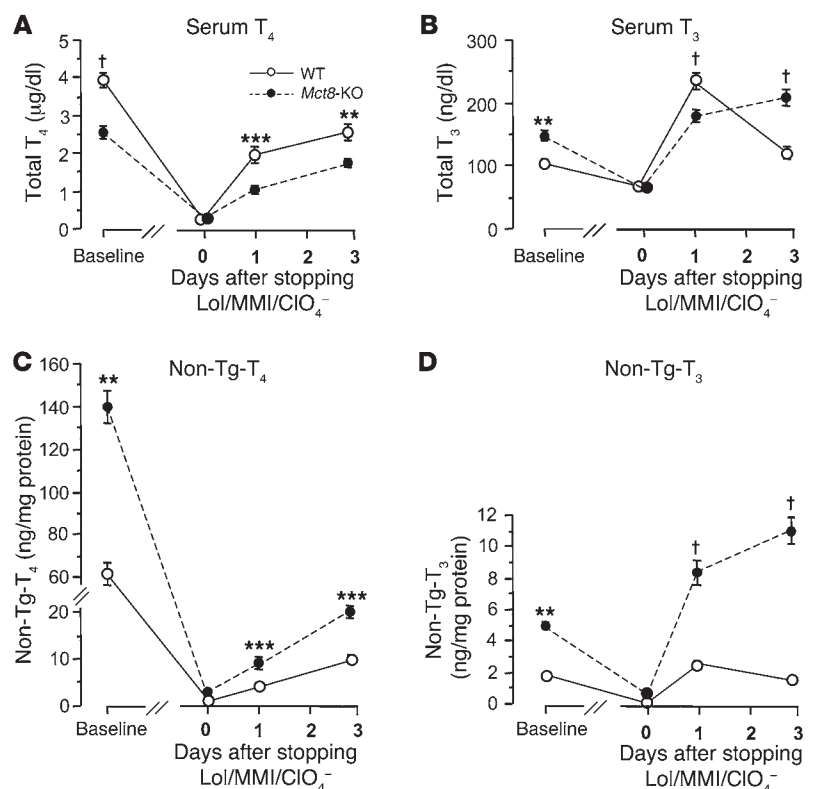 A
Serum T4
Total T4 (µg/dl)
5
4
3
2
1
0
†
***
**
WT
Mct8-KO
Baseline
0 1 2 3
Days after stopping
Lol/MMI/ClO4–
B
Serum T3
Total T3 (ng/dl)
300
200
100
0
**
†
†
Baseline
0 1 2 3
Days after stopping
Lol/MMI/ClO4–
C
Non-Tg-T4
Non-Tg-T4 (ng/mg protein)
160
140
120
100
80
60
20
10
0
**
***
***
Baseline
0 1 2 3
Days after stopping
Lol/MMI/ClO4–
D
Non-Tg-T3
Non-Tg-T3
(ng/mg protein)
12
10
8
6
4
2
0
**
†
†
Baseline
0 1 2 3
Days after stopping
Lol/MMI/ClO4–